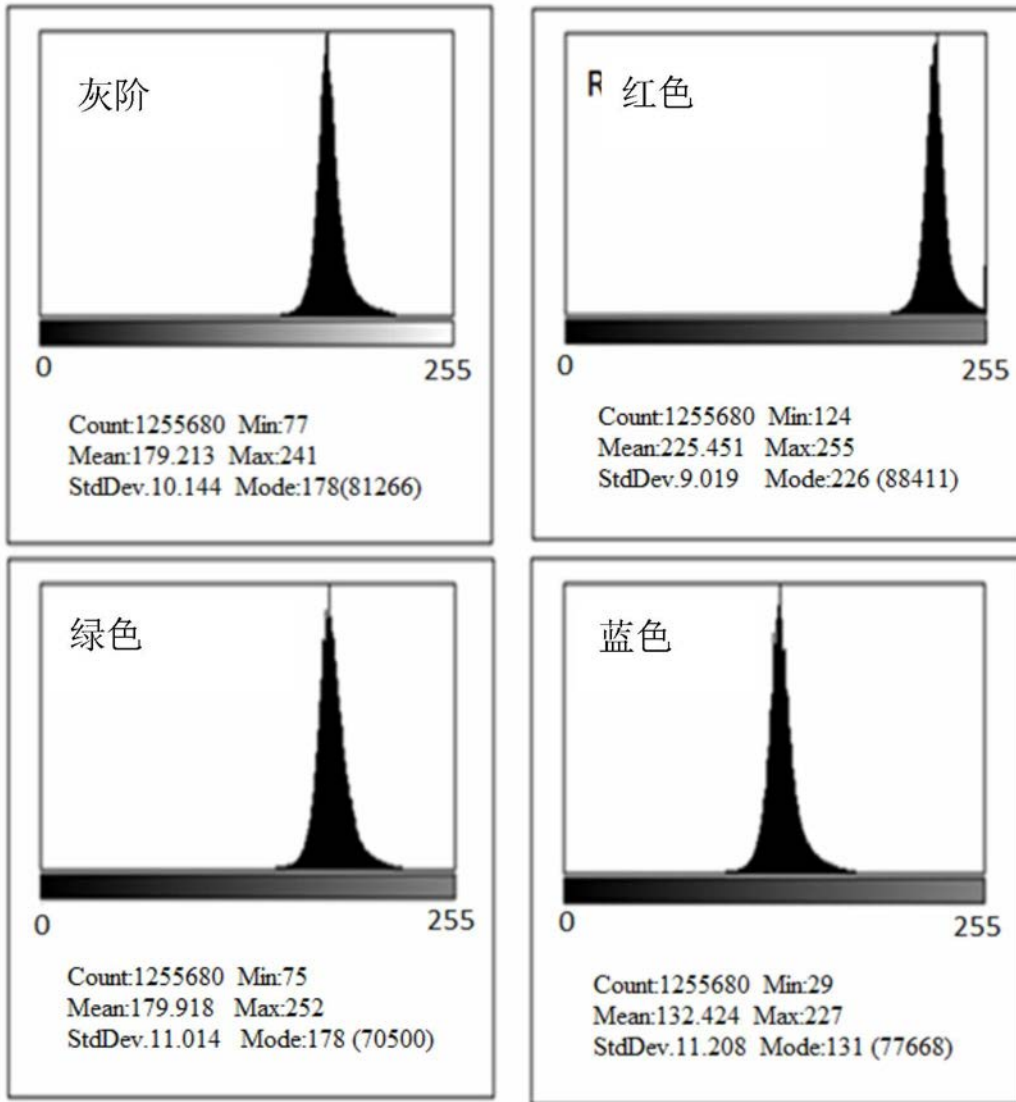 灰阶
0 255
Count:1255680 Min:77
Mean:179.213 Max:241
StdDev.10.144 Mode:178(81266)
R 红色
0 255
Count:1255680 Min:124
Mean:225.451 Max:255
StdDev.9.019 Mode:226 (88411)
绿色
0 255
Count:1255680 Min:75
Mean:179.918 Max:252
StdDev.11.014 Mode:178 (70500)
蓝色
0 255
Count:1255680 Min:29
Mean:132.424 Max:227
StdDev.11.208 Mode:131 (77668)